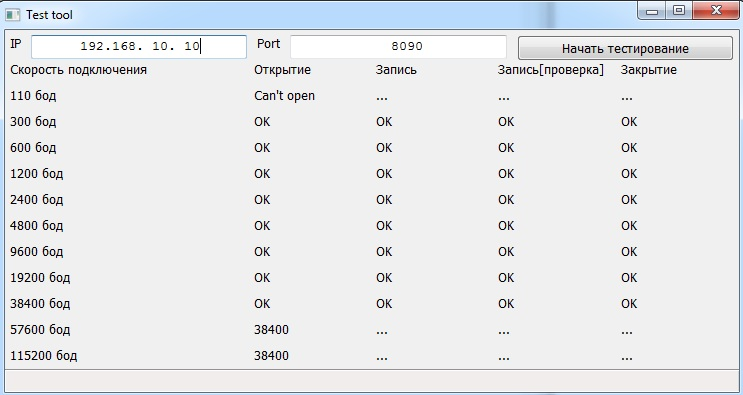 Test tool
IP 192.168. 10. 10 Port 8090 Начать тестирование
Скорость подключения Открытие Запись Запись[проверка] Закрытие
110 бод Can't open ... ... ...
300 бод OK OK OK OK
600 бод OK OK OK OK
1200 бод OK OK OK OK
2400 бод OK OK OK OK
4800 бод OK OK OK OK
9600 бод OK OK OK OK
19200 бод OK OK OK OK
38400 бод OK OK OK OK
57600 бод 38400 ... ... ...
115200 бод 38400 ... ... ...